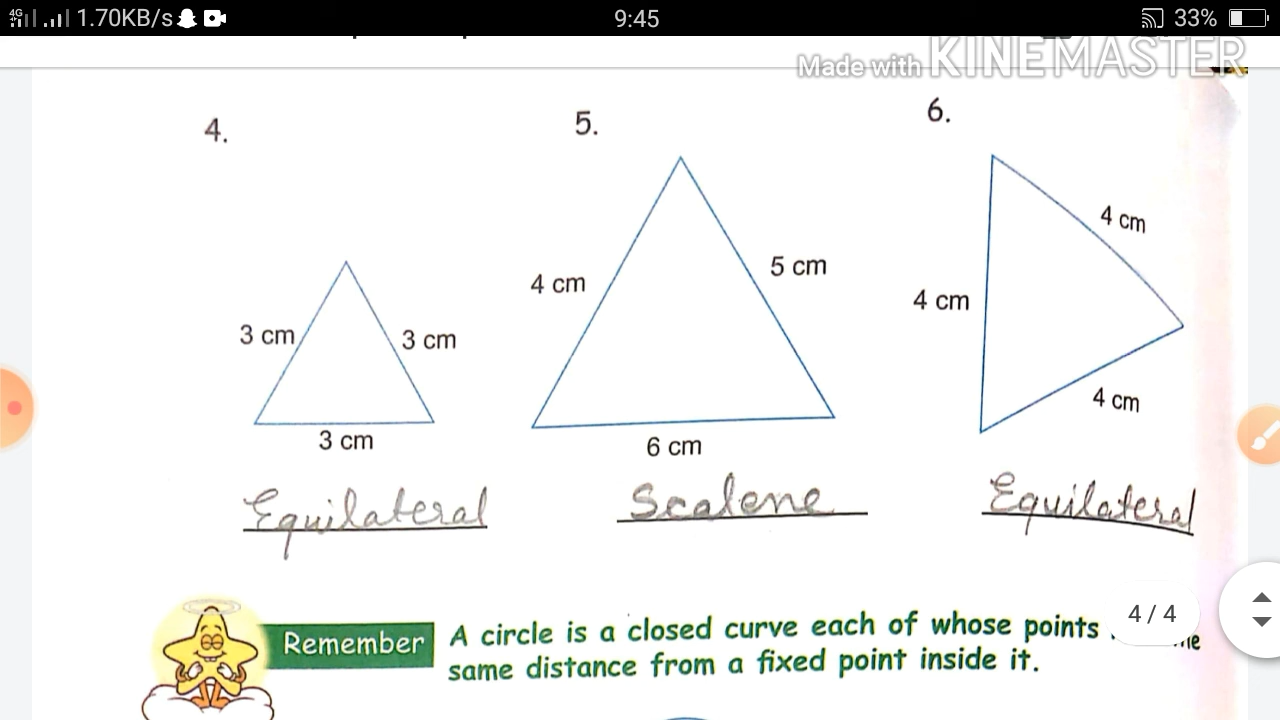 4G 1.70KB/s 9:45 33%
Made with KINEMASTER
4. 5. 6.
4 cm
5 cm
4 cm
4 cm
3 cm 3 cm
4 cm
3 cm 6 cm
Equilateral Scalene Equilateral
Remember A circle is a closed curve each of whose points
same distance from a fixed point inside it.
4 / 4